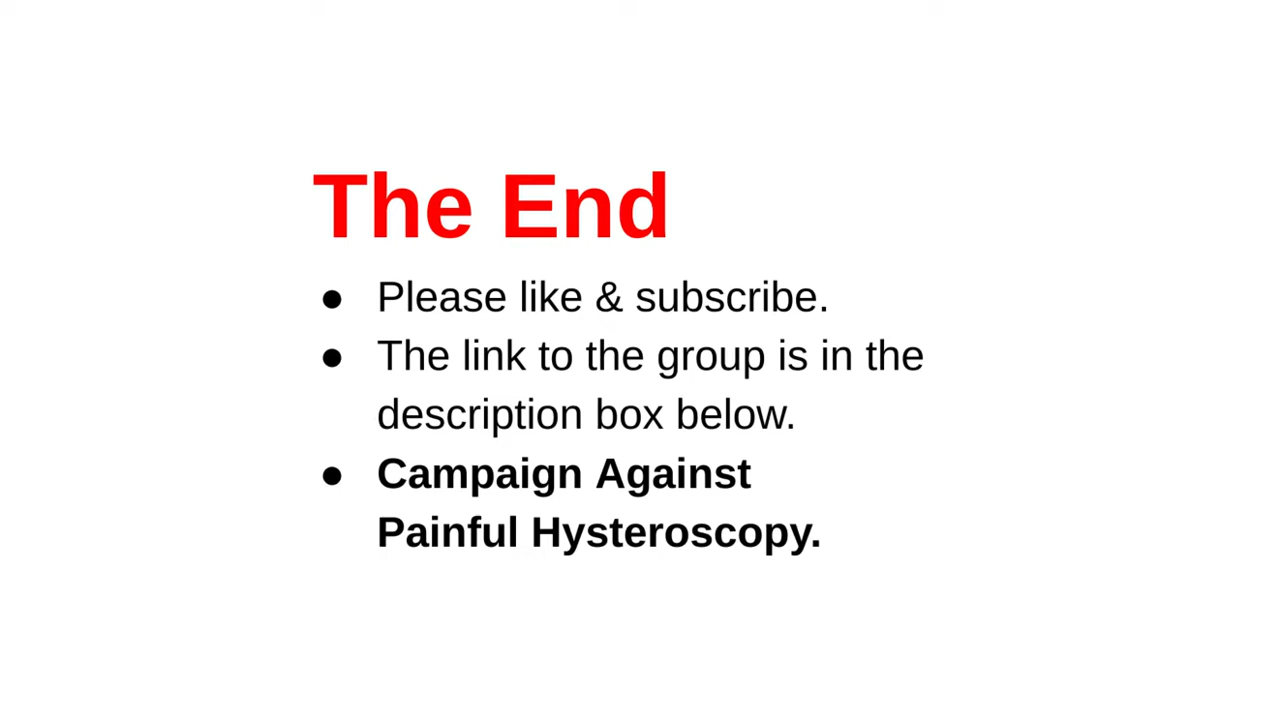 The End
● Please like & subscribe.
● The link to the group is in the
description box below.
● Campaign Against
Painful Hysteroscopy.